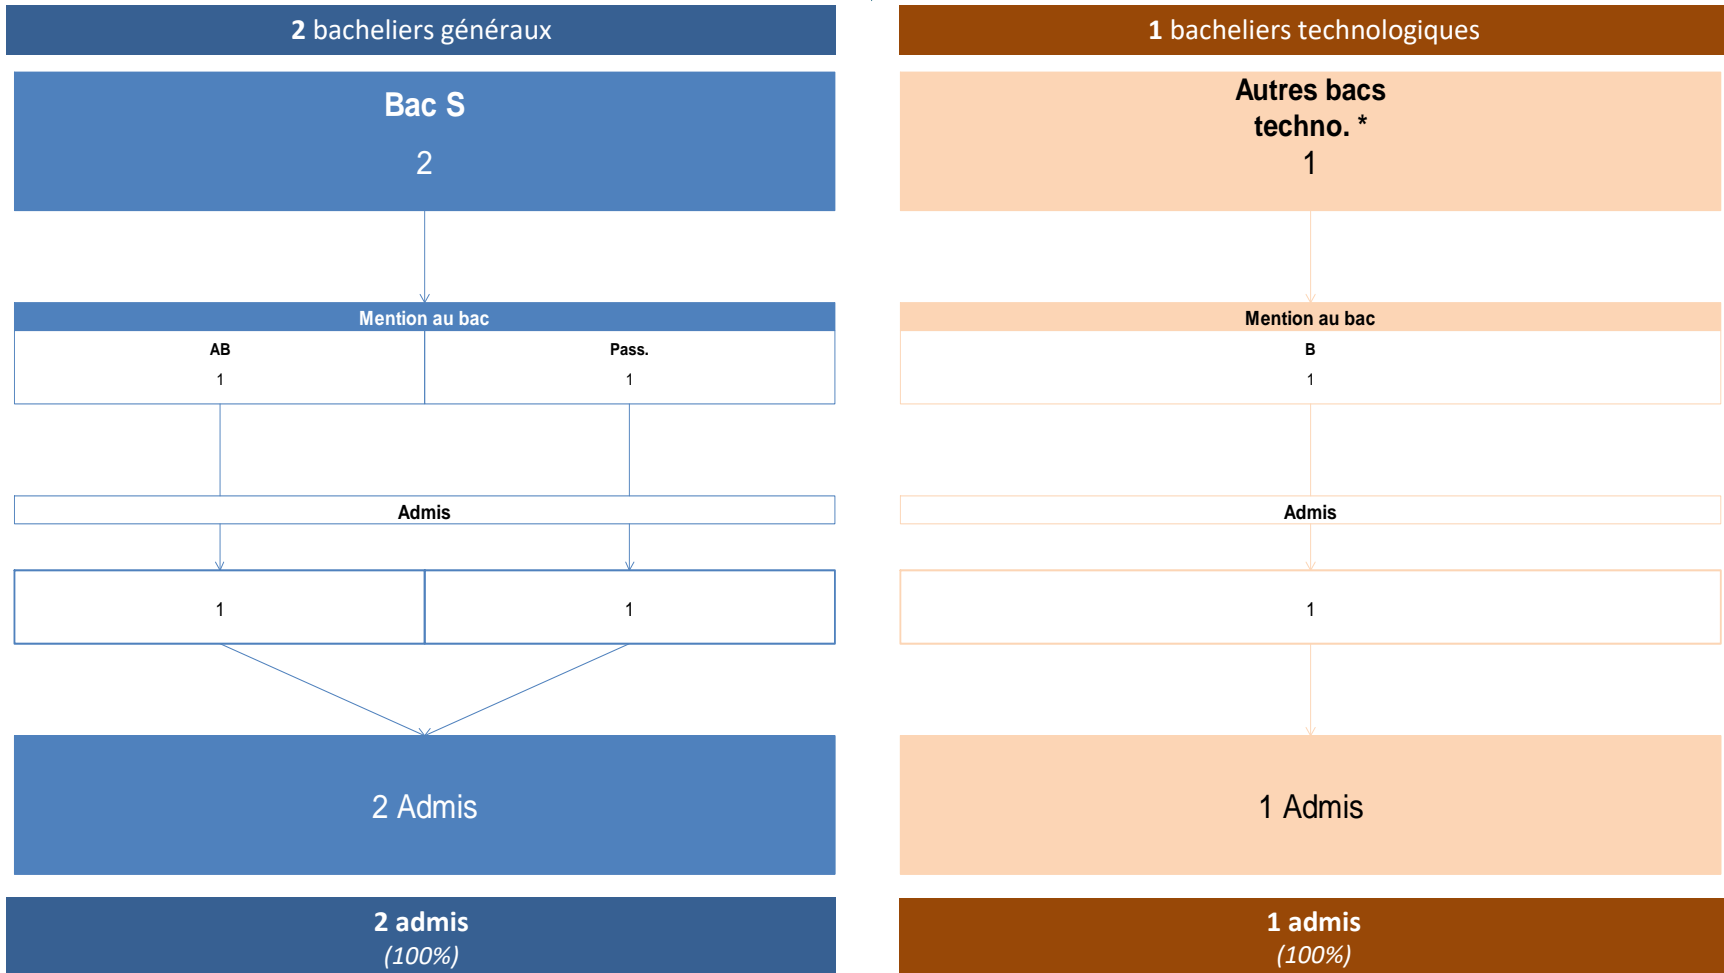 2 bacheliers généraux
Bac S
2
Mention au bac
AB
Pass.
1
1
Admis
1
1
2 Admis
2 admis
(100%)
1 bacheliers technologiques
Autres bacs
techno. *
1
Mention au bac
B
1
Admis
1
1 Admis
1 admis
(100%)